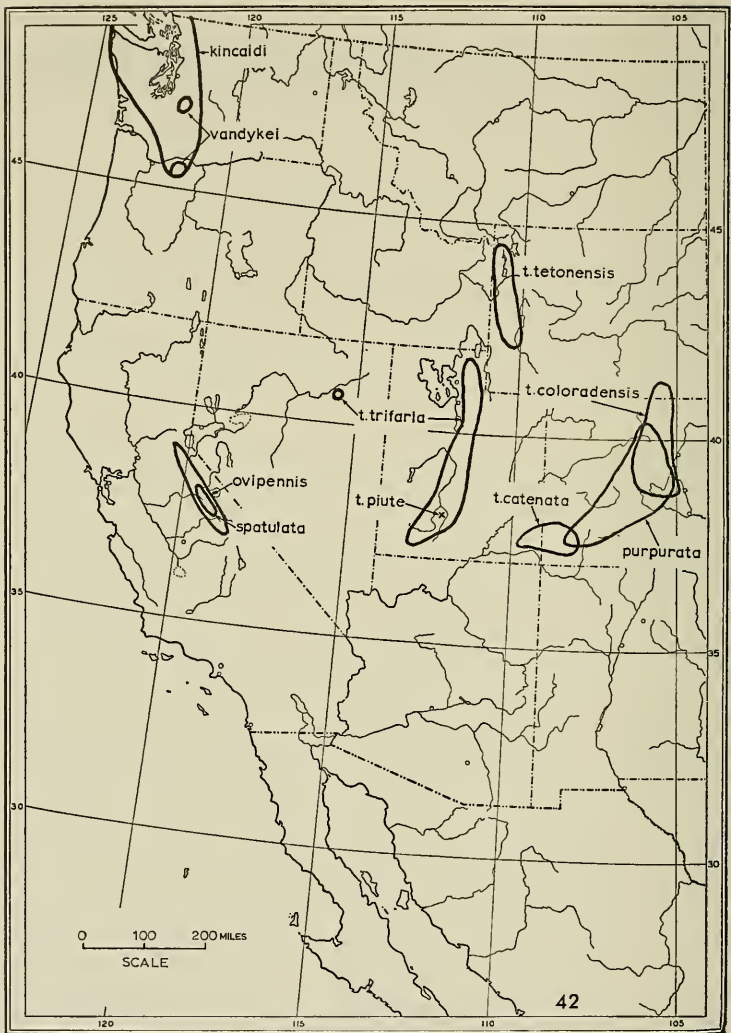 125 120 115 110 105
kincaidi
vandykei
45
45
t.tetonensis
40
t.coloradensis
t.trifaria
40
ovipennis
t.piute
t.catenata
spatulata
purpurata
35
35
30
30
0 100 200 MILES
SCALE
42
120 115 110 105